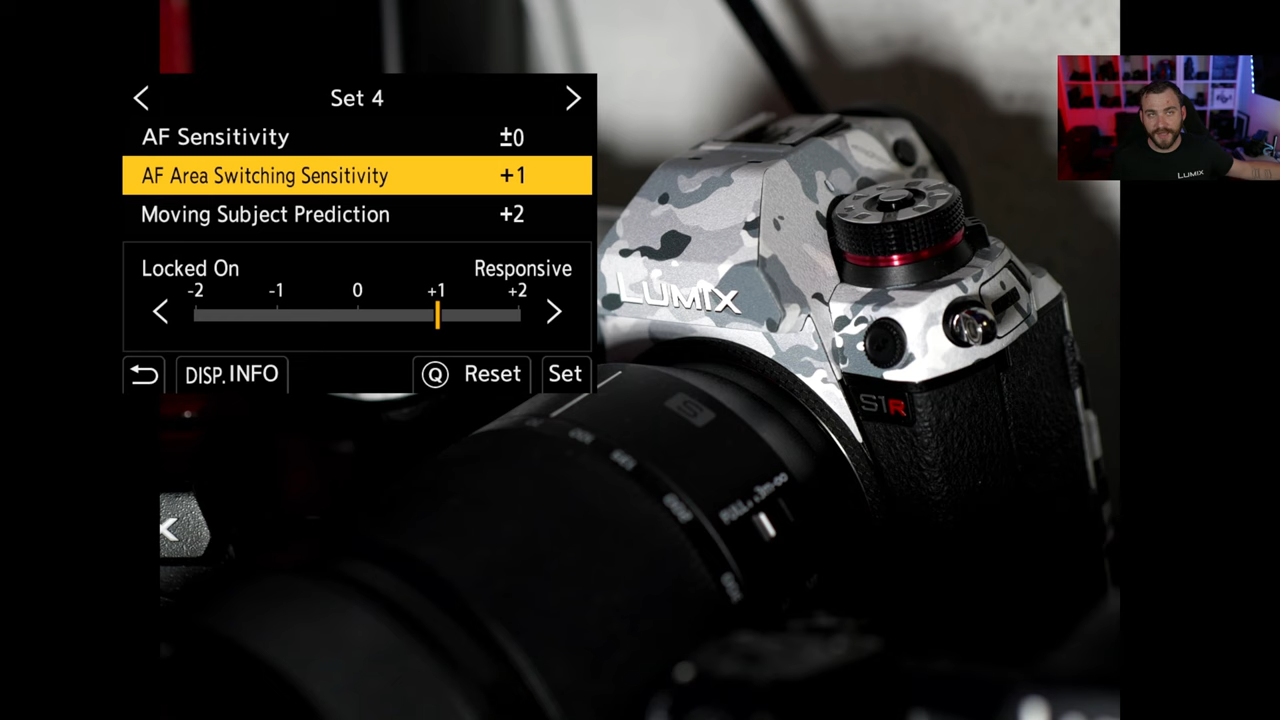 Set 4
AF Sensitivity ±0
AF Area Switching Sensitivity +1
Moving Subject Prediction +2
Locked On Responsive
-2 -1 0 +1 +2
DISP. INFO Q Reset Set
LUMIX
S1R
S
LUMIX